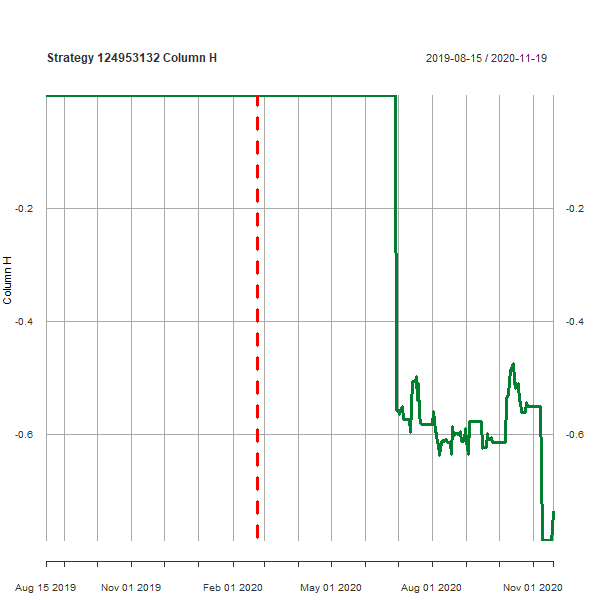 Strategy 124953132 Column H 2019-08-15 / 2020-11-19
-0.2 -0.2
-0.4 -0.4
-0.6 -0.6
Column H
Aug 15 2019 Nov 01 2019 Feb 01 2020 May 01 2020 Aug 01 2020 Nov 01 2020